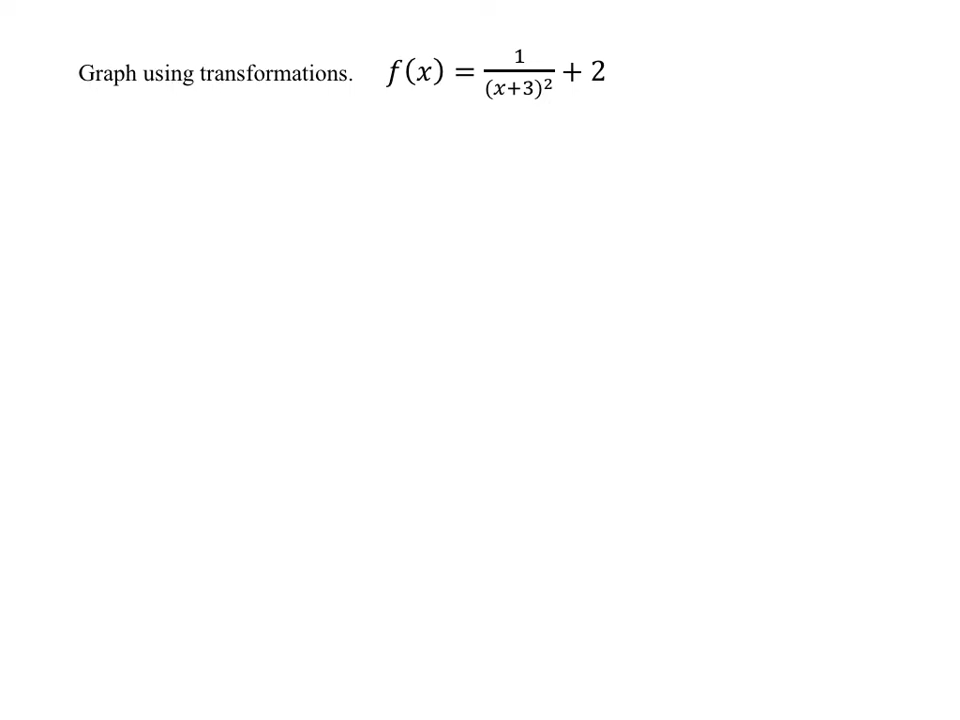 Graph using transformations. f(x) = 1/(x+3)² + 2